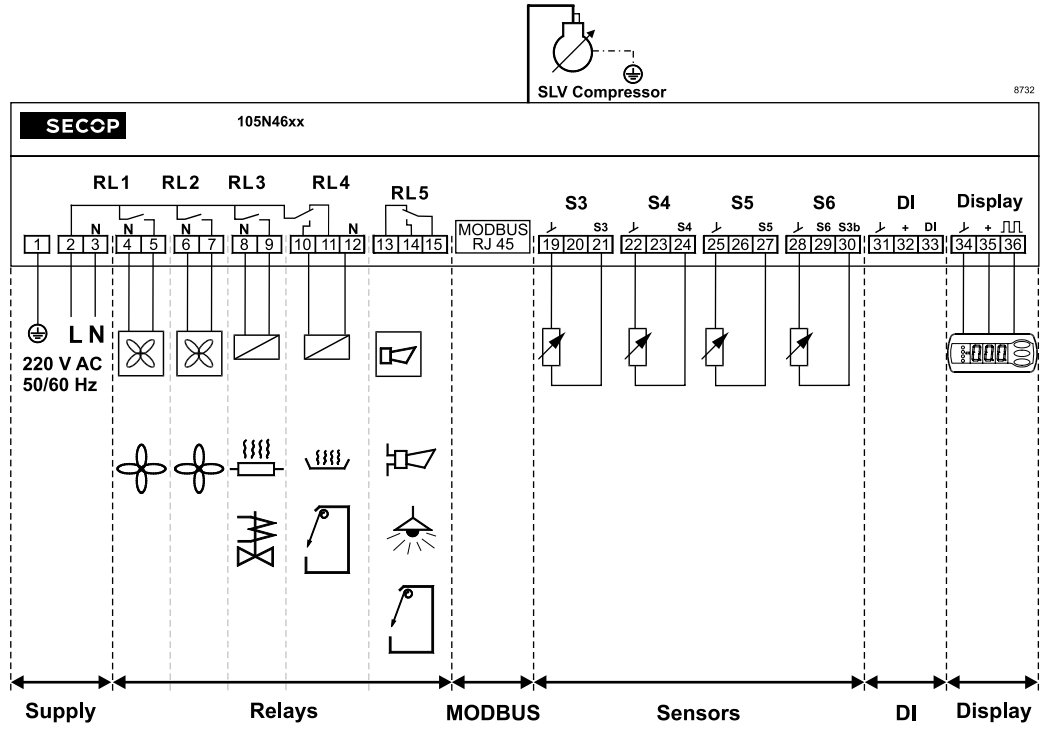 SLV Compressor
8732
SECOP
105N46xx
RL1 RL2 RL3 RL4 RL5
S3 S4 S5 S6 DI Display
N N N N
S3 S4 S5 S6 S3b + DI +
1 2 3 4 5 6 7 8 9 10 11 12 13 14 15
MODBUS
RJ 45
19 20 21 22 23 24 25 26 27 28 29 30 31 32 33 34 35 36
L N
220 V AC
50/60 Hz
000
Supply Relays MODBUS Sensors DI Display